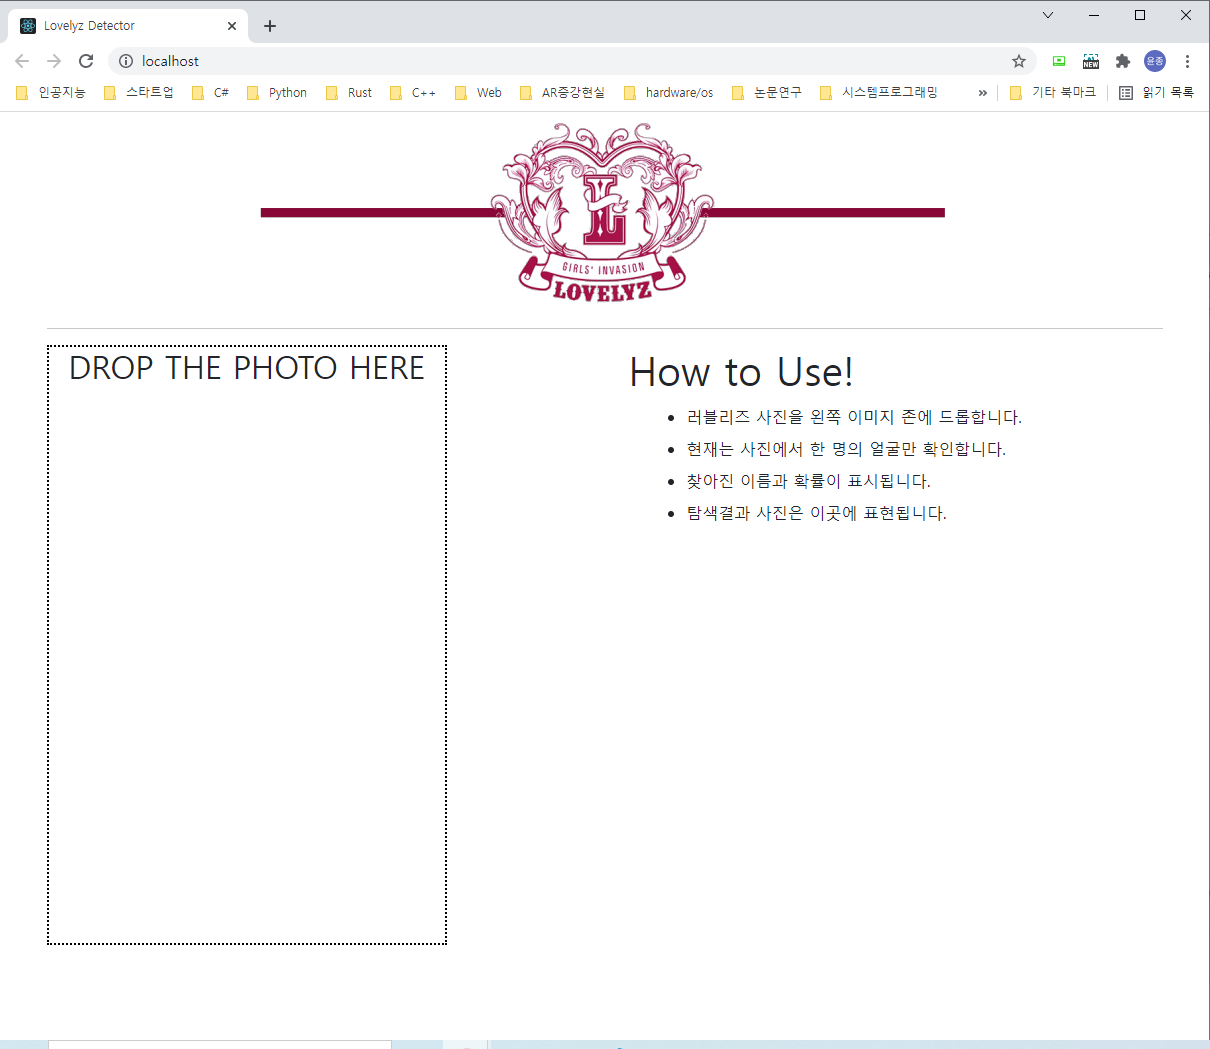 Lovelyz Detector
localhost
NEW
윤종
인공지능 스타트업 C# Python Rust C++ Web AR증강현실 hardware/os 논문연구 시스템프로그래밍 » 기타 북마크 읽기 목록
L
GIRLS' INVASION
LOVELYZ
DROP THE PHOTO HERE
How to Use!
• 러블리즈 사진을 왼쪽 이미지 존에 드롭합니다.
• 현재는 사진에서 한 명의 얼굴만 확인합니다.
• 찾아진 이름과 확률이 표시됩니다.
• 탐색결과 사진은 이곳에 표현됩니다.